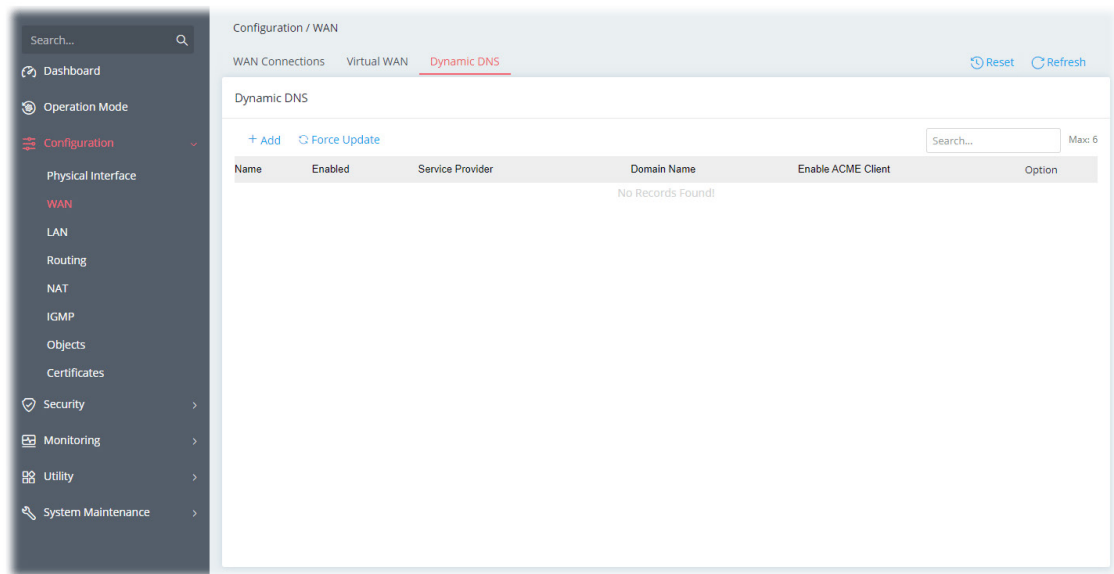 Search...
Dashboard
Operation Mode
Configuration
Physical Interface
WAN
LAN
Routing
NAT
IGMP
Objects
Certificates
Security
Monitoring
Utility
System Maintenance
Configuration / WAN
WAN Connections Virtual WAN Dynamic DNS Reset Refresh
Dynamic DNS
+ Add Force Update Search... Max: 6
Name Enabled Service Provider Domain Name Enable ACME Client Option
No Records Found!